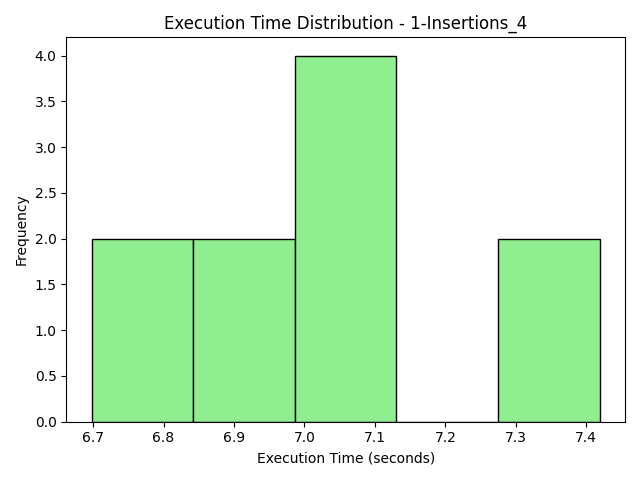 Execution Time Distribution - 1-Insertions_4
4.0
3.5
3.0
2.5
2.0
1.5
1.0
0.5
0.0
Frequency
6.7 6.8 6.9 7.0 7.1 7.2 7.3 7.4
Execution Time (seconds)